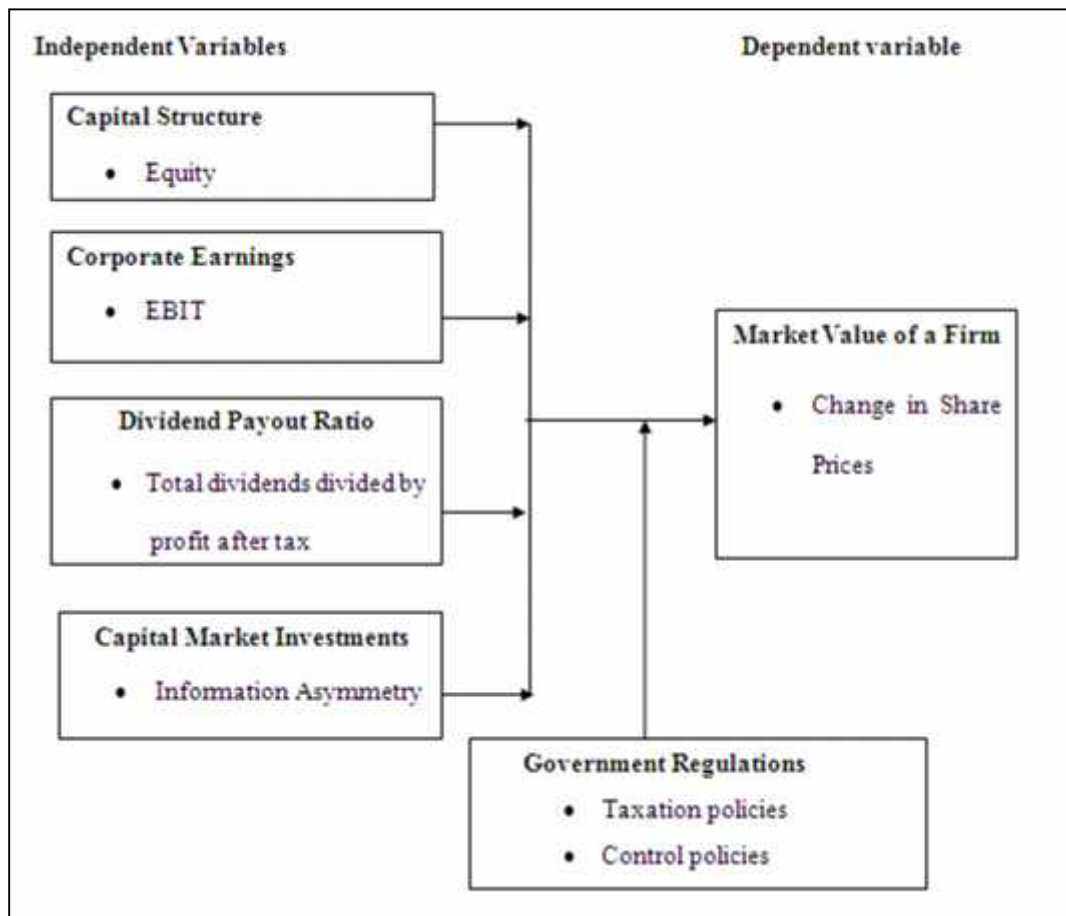 Independent Variables
Dependent variable
Capital Structure
• Equity
Corporate Earnings
• EBIT
Dividend Payout Ratio
• Total dividends divided by
profit after tax
Capital Market Investments
• Information Asymmetry
Market Value of a Firm
• Change in Share
Prices
Government Regulations
• Taxation policies
• Control policies